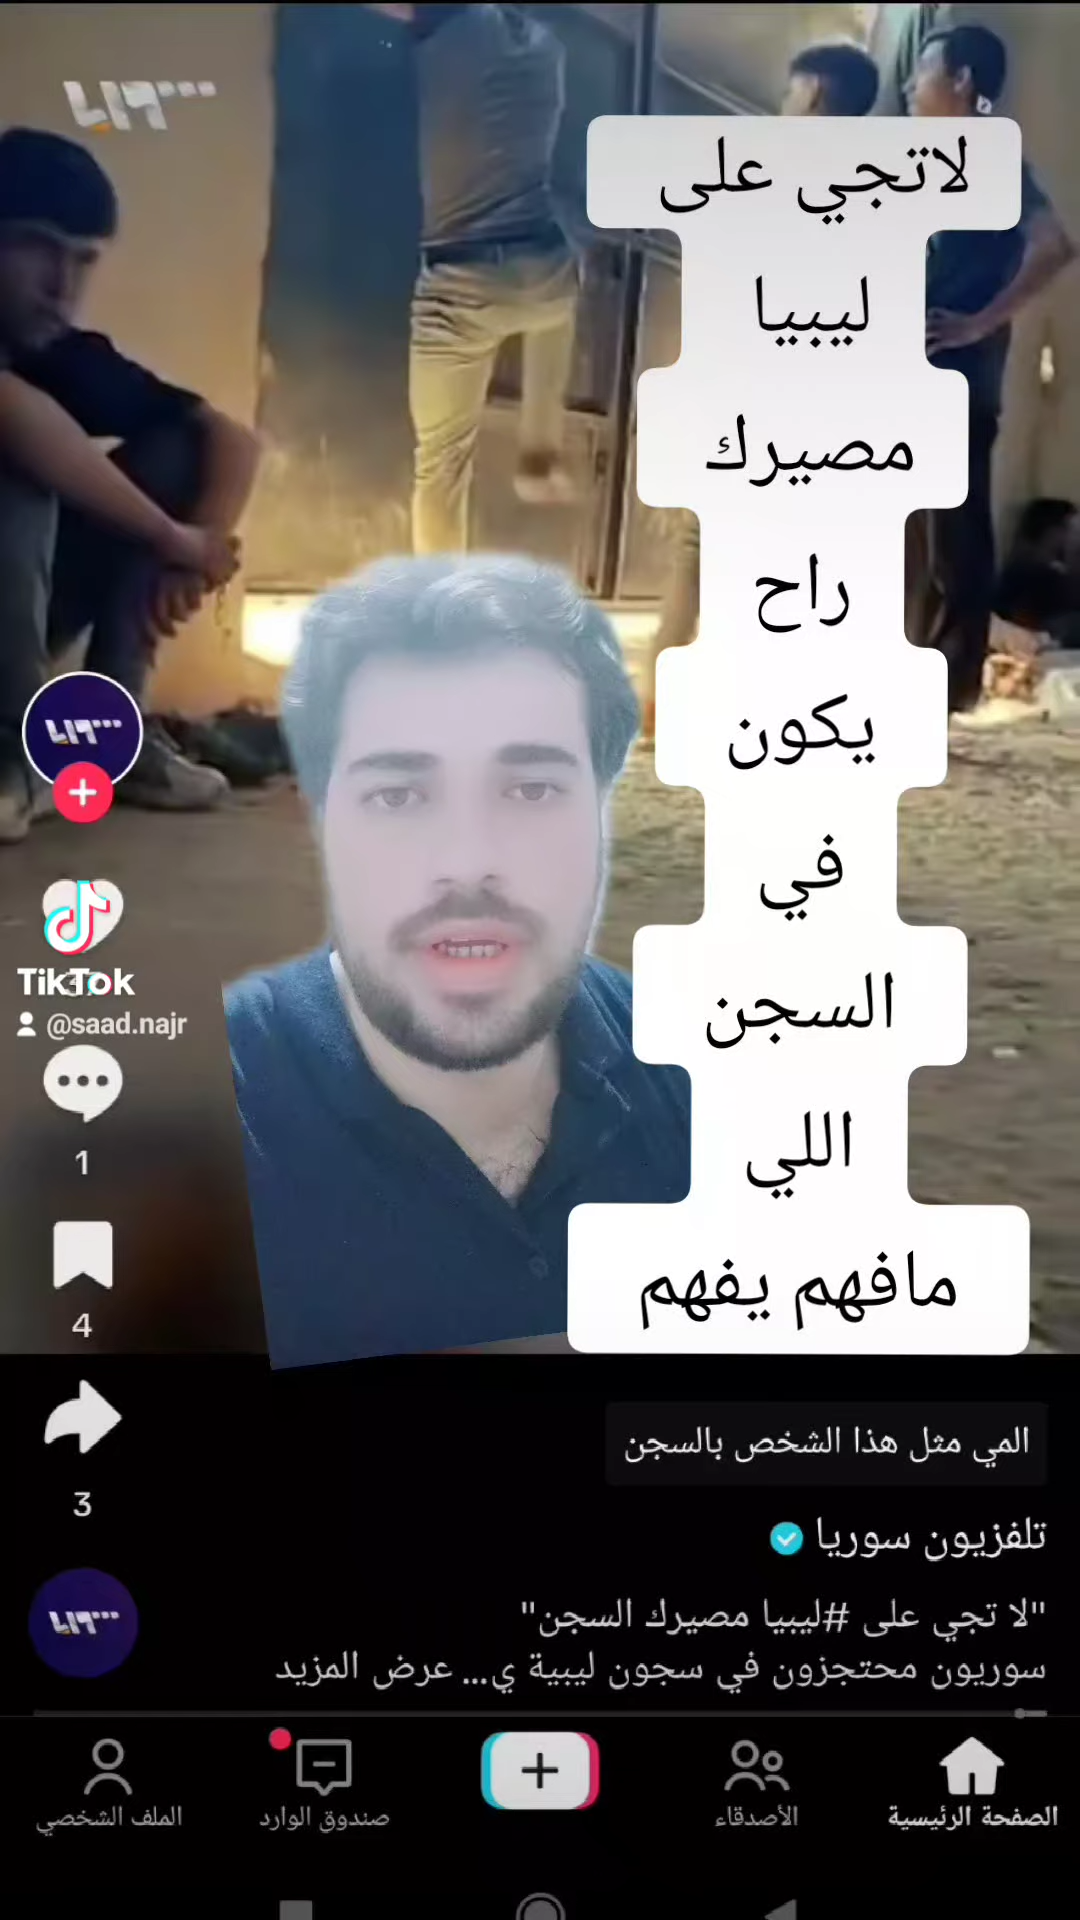 لاتجي على
ليبيا
مصيرك
راح
يكون
في
السجن
اللي
مافهم يفهم
TikTok
@saad.najr
1
4
3
المي مثل هذا الشخص بالسجن
تلفزيون سوريا
"لا تجي على #ليبيا مصيرك السجن"
سوريون محتجزون في سجون ليبية ي... عرض المزيد
الصفحة الرئيسية
الأصدقاء
صندوق الوارد
الملف الشخصي